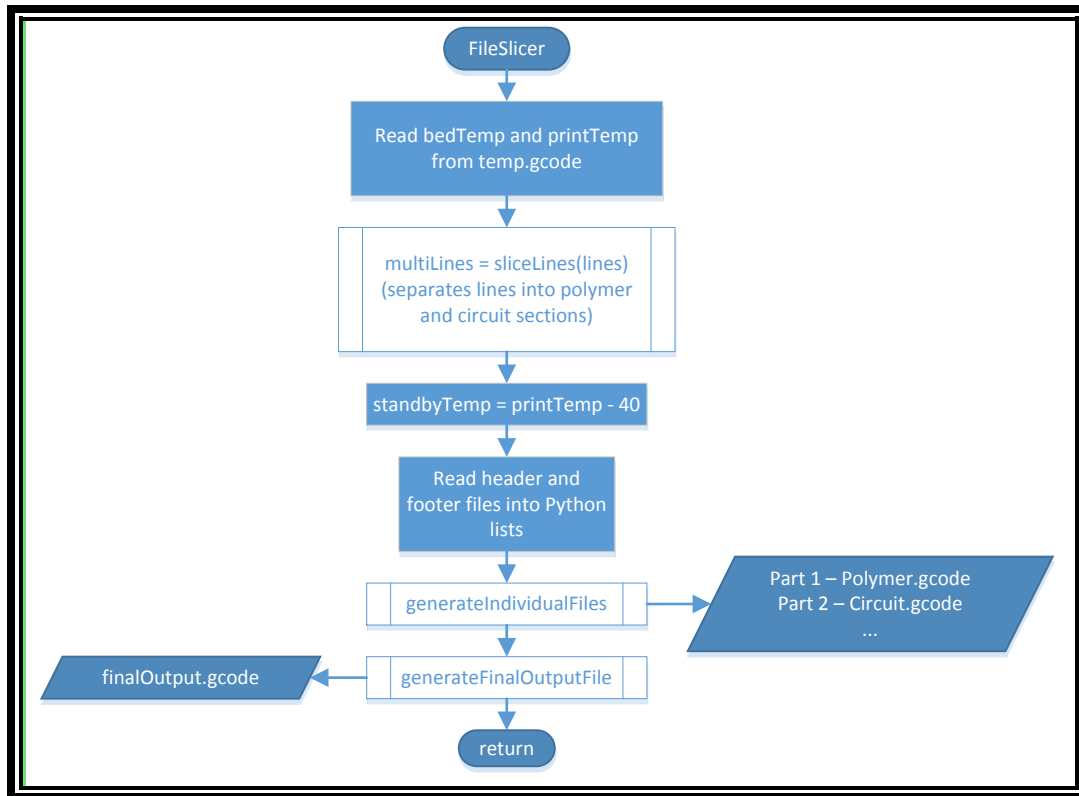 FileSlicer
Read bedTemp and printTemp
from temp.gcode
multiLines = sliceLines(lines)
(separates lines into polymer
and circuit sections)
standbyTemp = printTemp - 40
Read header and
footer files into Python
lists
generateIndividualFiles
Part 1 – Polymer.gcode
Part 2 – Circuit.gcode
...
generateFinalOutputFile
finalOutput.gcode
return